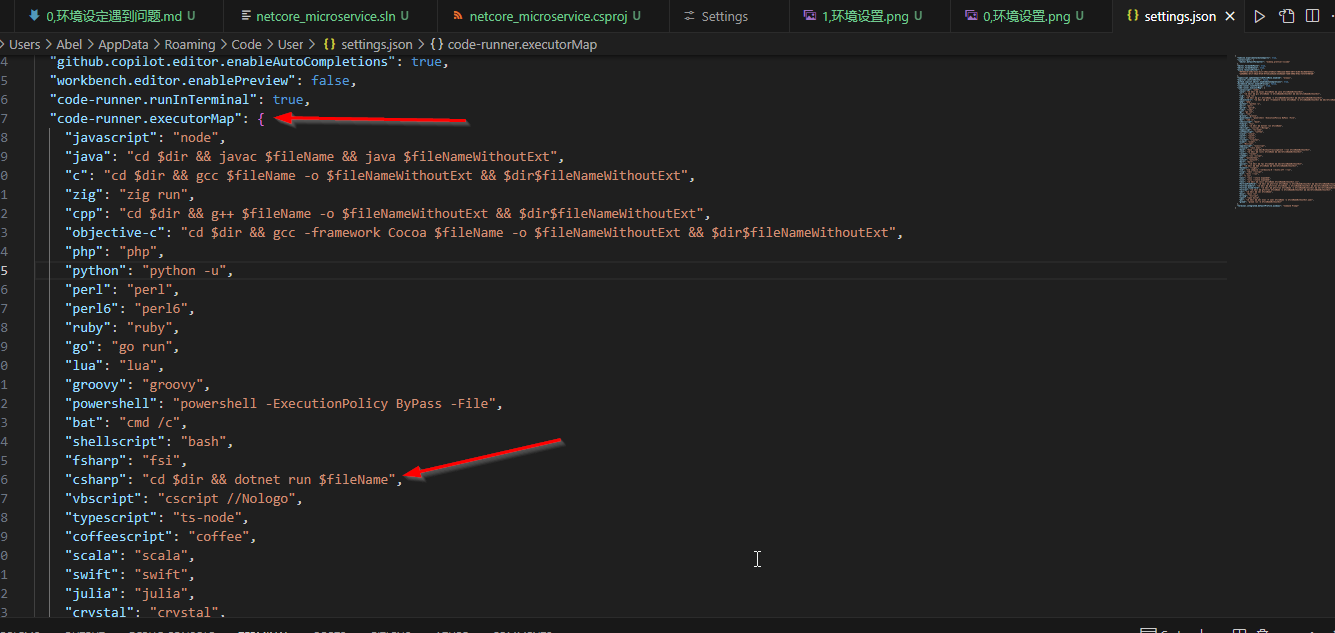 0,环境设定遇到问题.md U netcore_microservice.sln U netcore_microservice.csproj U Settings 1,环境设置.png U 0,环境设置.png U {} settings.json
Users > Abel > AppData > Roaming > Code > User > {} settings.json > {} code-runner.executorMap
4 "github.copilot.editor.enableAutoCompletions": true,
5 "workbench.editor.enablePreview": false,
6 "code-runner.runInTerminal": true,
7 "code-runner.executorMap": {
8 "javascript": "node",
9 "java": "cd $dir && javac $fileName && java $fileNameWithoutExt",
0 "c": "cd $dir && gcc $fileName -o $fileNameWithoutExt && $dir$fileNameWithoutExt",
1 "zig": "zig run",
2 "cpp": "cd $dir && g++ $fileName -o $fileNameWithoutExt && $dir$fileNameWithoutExt",
3 "objective-c": "cd $dir && gcc -framework Cocoa $fileName -o $fileNameWithoutExt && $dir$fileNameWithoutExt",
4 "php": "php",
5 "python": "python -u",
6 "perl": "perl",
7 "perl6": "perl6",
8 "ruby": "ruby",
9 "go": "go run",
0 "lua": "lua",
1 "groovy": "groovy",
2 "powershell": "powershell -ExecutionPolicy ByPass -File",
3 "bat": "cmd /c",
4 "shellscript": "bash",
5 "fsharp": "fsi",
6 "csharp": "cd $dir && dotnet run $fileName",
7 "vbscript": "cscript //Nologo",
8 "typescript": "ts-node",
9 "coffeescript": "coffee",
0 "scala": "scala",
1 "swift": "swift",
2 "julia": "julia",
3 "crystal": "crystal",